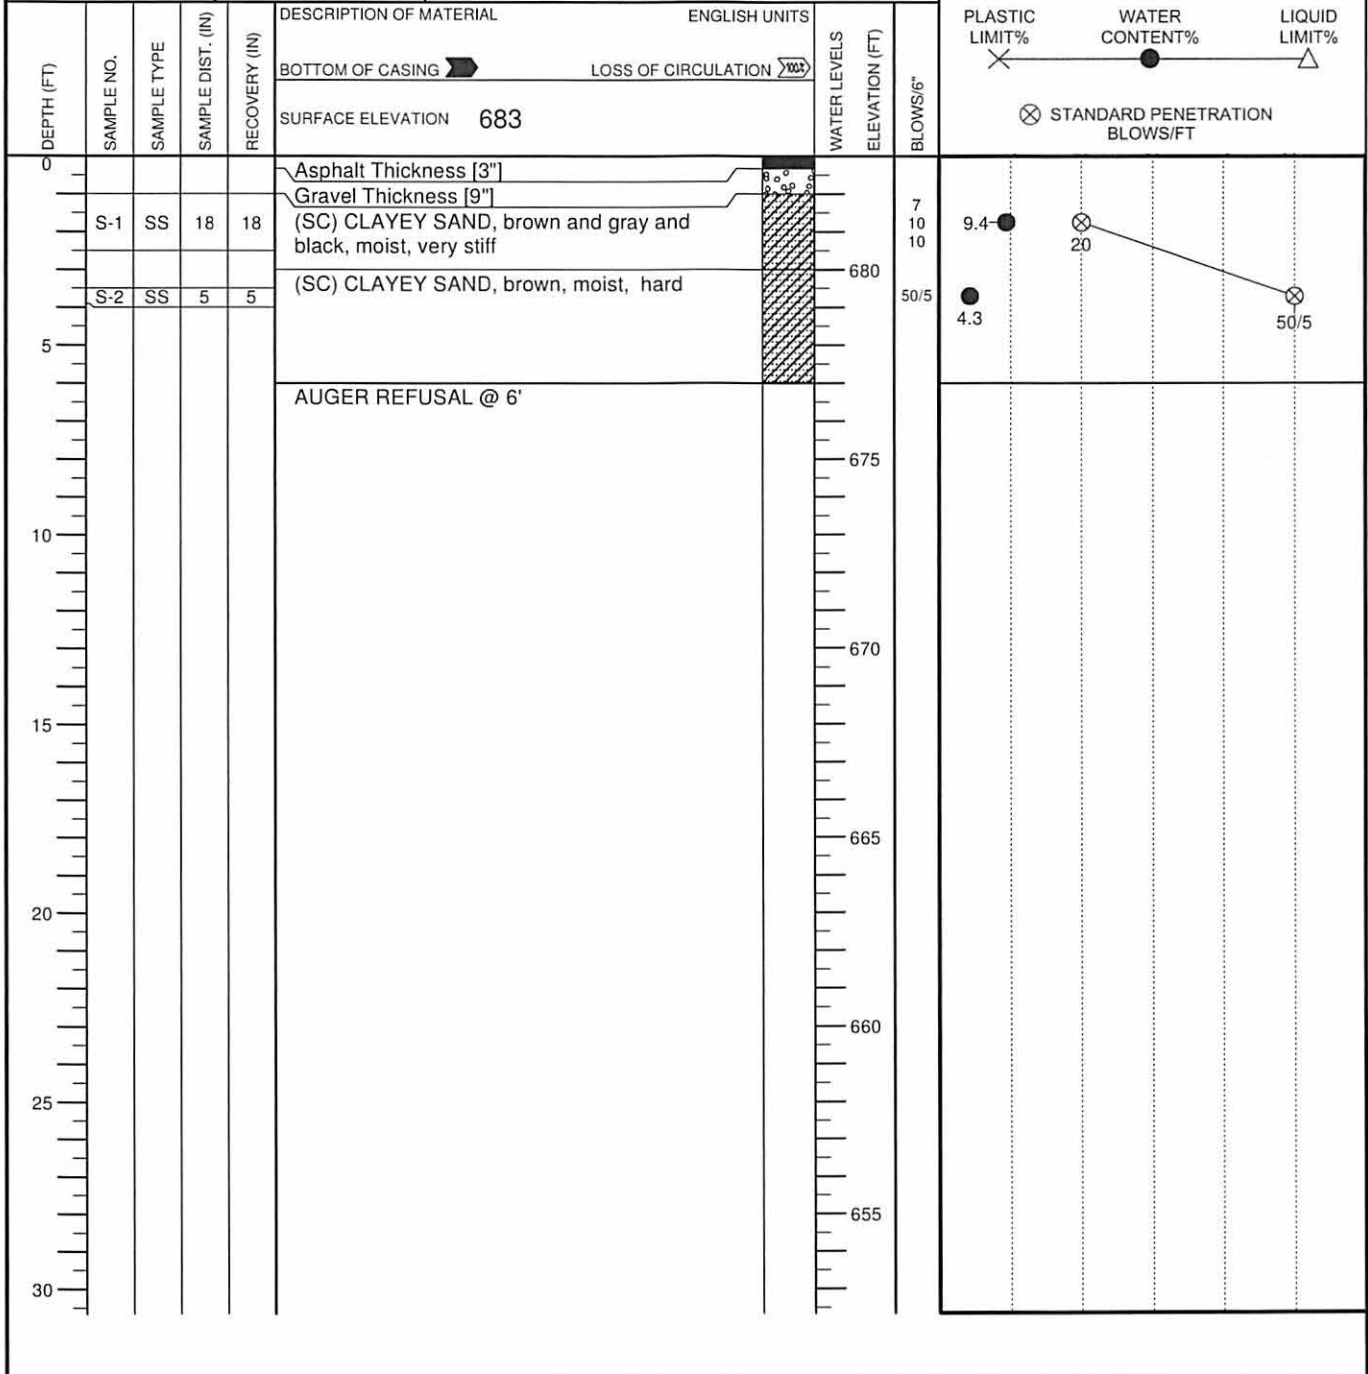 DEPTH (FT)
SAMPLE NO.
SAMPLE TYPE
SAMPLE DIST. (IN)
RECOVERY (IN)
DESCRIPTION OF MATERIAL ENGLISH UNITS
BOTTOM OF CASING LOSS OF CIRCULATION 100%
SURFACE ELEVATION 683
WATER LEVELS
ELEVATION (FT)
BLOWS/6"
PLASTIC LIMIT%
WATER CONTENT%
LIQUID LIMIT%
STANDARD PENETRATION
BLOWS/FT
0
Asphalt Thickness [3"]
Gravel Thickness [9"]
S-1 SS 18 18 (SC) CLAYEY SAND, brown and gray and
black, moist, very stiff
7
10
10
9.4
20
680
(SC) CLAYEY SAND, brown, moist, hard
S-2 SS 5 5
50/5
4.3
50/5
5
AUGER REFUSAL @ 6'
675
10
670
15
665
20
660
25
655
30